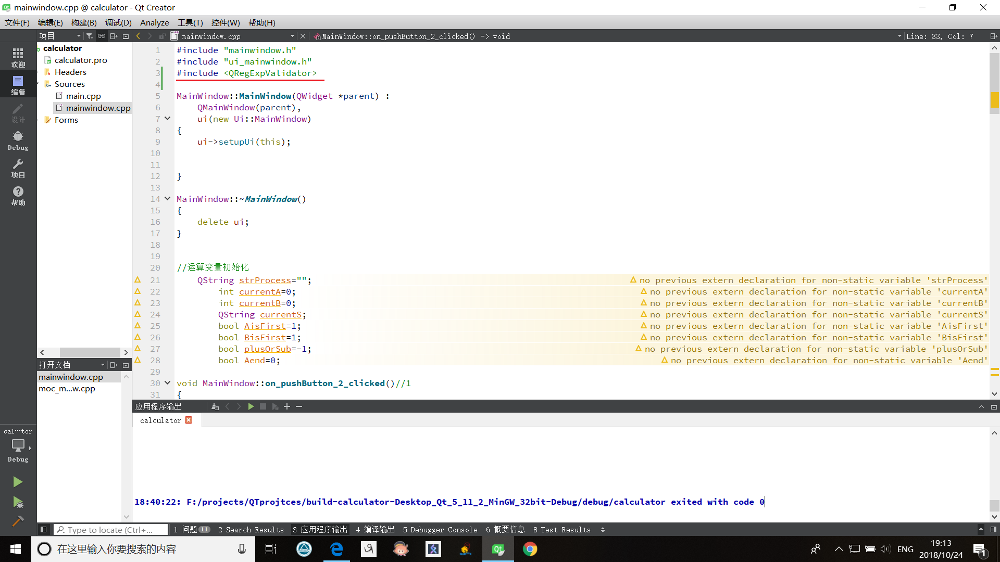 mainwindow.cpp @ calculator - Qt Creator
文件(F) 编辑(E) 构建(B) 调试(D) Analyze 工具(T) 控件(W) 帮助(H)
项目 mainwindow.cpp MainWindow::on_pushButton_2_clicked() -> void Line: 33, Col: 7
欢迎
编辑
设计
Debug
项目
帮助
calculator
calculator.pro
Headers
Sources
main.cpp
mainwindow.cpp
Forms
1 #include "mainwindow.h"
2 #include "ui_mainwindow.h"
3 #include <QRegExpValidator>
4
5 MainWindow::MainWindow(QWidget *parent) :
6 QMainWindow(parent),
7 ui(new Ui::MainWindow)
8 {
9 ui->setupUi(this);
10
11
12 }
13
14 MainWindow::~MainWindow()
15 {
16 delete ui;
17 }
18
19
20 //运算变量初始化
21 QString strProcess=""; no previous extern declaration for non-static variable 'strProcess'
22 int currentA=0; no previous extern declaration for non-static variable 'currentA'
23 int currentB=0; no previous extern declaration for non-static variable 'currentB'
24 QString currentS; no previous extern declaration for non-static variable 'currentS'
25 bool AisFirst=1; no previous extern declaration for non-static variable 'AisFirst'
26 bool BisFirst=1; no previous extern declaration for non-static variable 'BisFirst'
27 bool plusOrSub=-1; no previous extern declaration for non-static variable 'plusOrSub'
28 bool Aend=0; no previous extern declaration for non-static variable 'Aend'
29
30 void MainWindow::on_pushButton_2_clicked()//1
31 {
打开文档
mainwindow.cpp
moc_m...w.cpp
应用程序输出
calculator
18:40:22: F:/projects/QTprojtces/build-calculator-Desktop_Qt_5_11_2_MinGW_32bit-Debug/debug/calculator exited with code 0
cal···tor
Debug
Type to locate (Ctrl+... 1 问题 11 2 Search Results 3 应用程序输出 4 编译输出 5 Debugger Console 6 概要信息 8 Test Results
在这里输入你要搜索的内容
ENG
19:13
2018/10/24
1